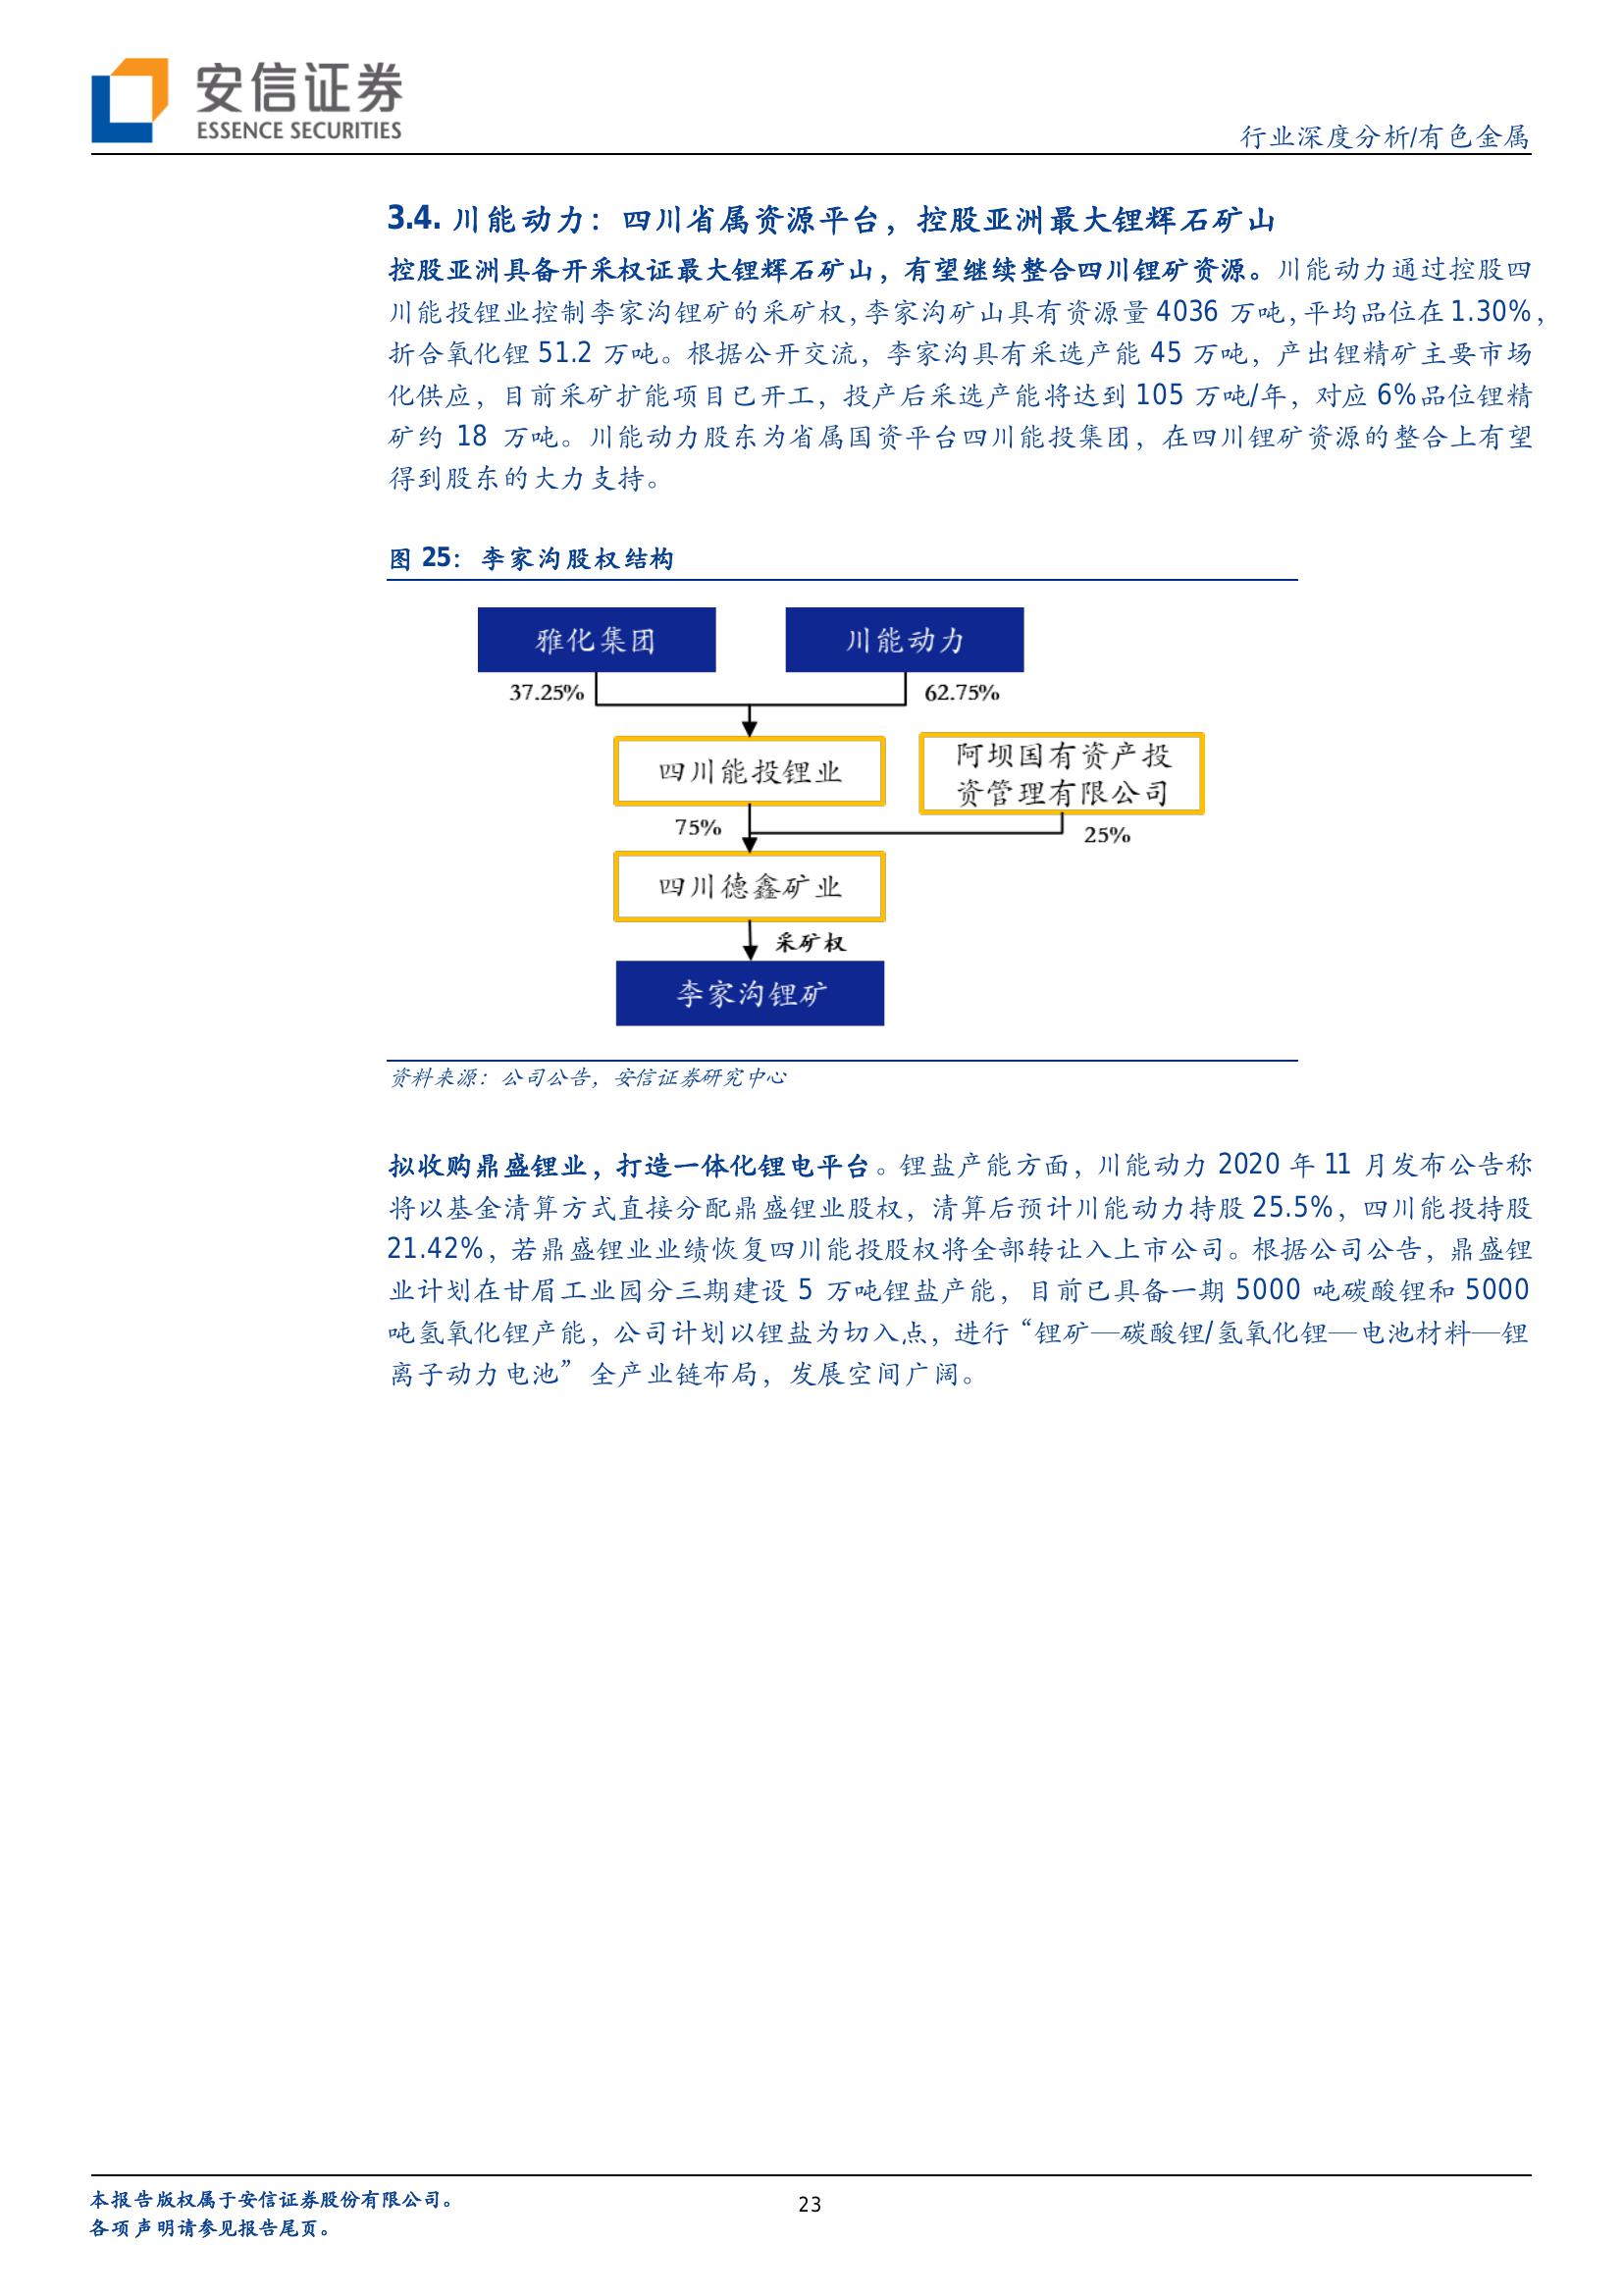 安信证券
ESSENCE SECURITIES
行业深度分析/有色金属
3.4. 川能动力：四川省属资源平台，控股亚洲最大锂辉石矿山
控股亚洲具备开采权证最大锂辉石矿山，有望继续整合四川锂矿资源。川能动力通过控股四
川能投锂业控制李家沟锂矿的采矿权，李家沟矿山具有资源量 4036 万吨，平均品位在 1.30%，
折合氧化锂 51.2 万吨。根据公开交流，李家沟具有采选产能 45 万吨，产出锂精矿主要市场
化供应，目前采矿扩能项目已开工，投产后采选产能将达到 105 万吨/年，对应 6%品位锂精
矿约 18 万吨。川能动力股东为省属国资平台四川能投集团，在四川锂矿资源的整合上有望
得到股东的大力支持。
图 25：李家沟股权结构
雅化集团
川能动力
37.25%
62.75%
四川能投锂业
阿坝国有资产投
资管理有限公司
75%
25%
四川德鑫矿业
采矿权
李家沟锂矿
资料来源：公司公告，安信证券研究中心
拟收购鼎盛锂业，打造一体化锂电平台。锂盐产能方面，川能动力 2020 年 11 月发布公告称
将以基金清算方式直接分配鼎盛锂业股权，清算后预计川能动力持股 25.5%，四川能投持股
21.42%，若鼎盛锂业业绩恢复四川能投股权将全部转让入上市公司。根据公司公告，鼎盛锂
业计划在甘眉工业园分三期建设 5 万吨锂盐产能，目前已具备一期 5000 吨碳酸锂和 5000
吨氢氧化锂产能，公司计划以锂盐为切入点，进行“锂矿—碳酸锂/氢氧化锂—电池材料—锂
离子动力电池”全产业链布局，发展空间广阔。
本报告版权属于安信证券股份有限公司。
各项声明请参见报告尾页。
23